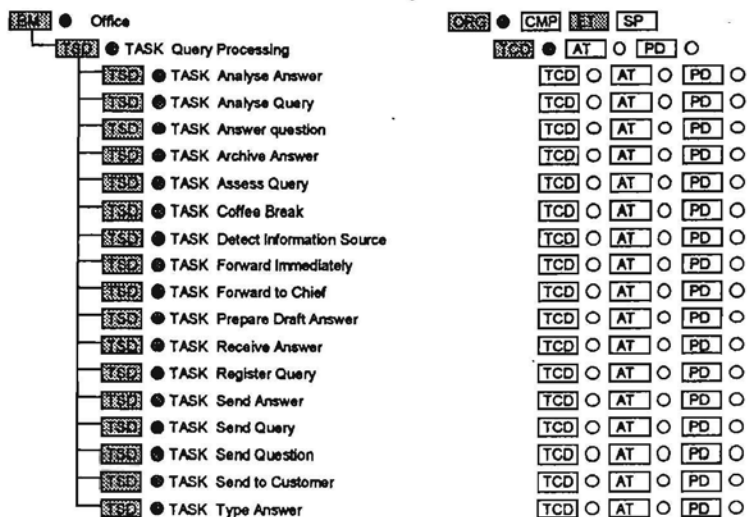 EM Office ORG CMP ET SP
TSD TASK Query Processing TCD AT PD
TSD TASK Analyse Answer TCD AT PD
TSD TASK Analyse Query TCD AT PD
TSD TASK Answer question TCD AT PD
TSD TASK Archive Answer TCD AT PD
TSD TASK Assess Query TCD AT PD
TSD TASK Coffee Break TCD AT PD
TSD TASK Detect Information Source TCD AT PD
TSD TASK Forward Immediately TCD AT PD
TSD TASK Forward to Chief TCD AT PD
TSD TASK Prepare Draft Answer TCD AT PD
TSD TASK Receive Answer TCD AT PD
TSD TASK Register Query TCD AT PD
TSD TASK Send Answer TCD AT PD
TSD TASK Send Query TCD AT PD
TSD TASK Send Question TCD AT PD
TSD TASK Send to Customer TCD AT PD
TSD TASK Type Answer TCD AT PD